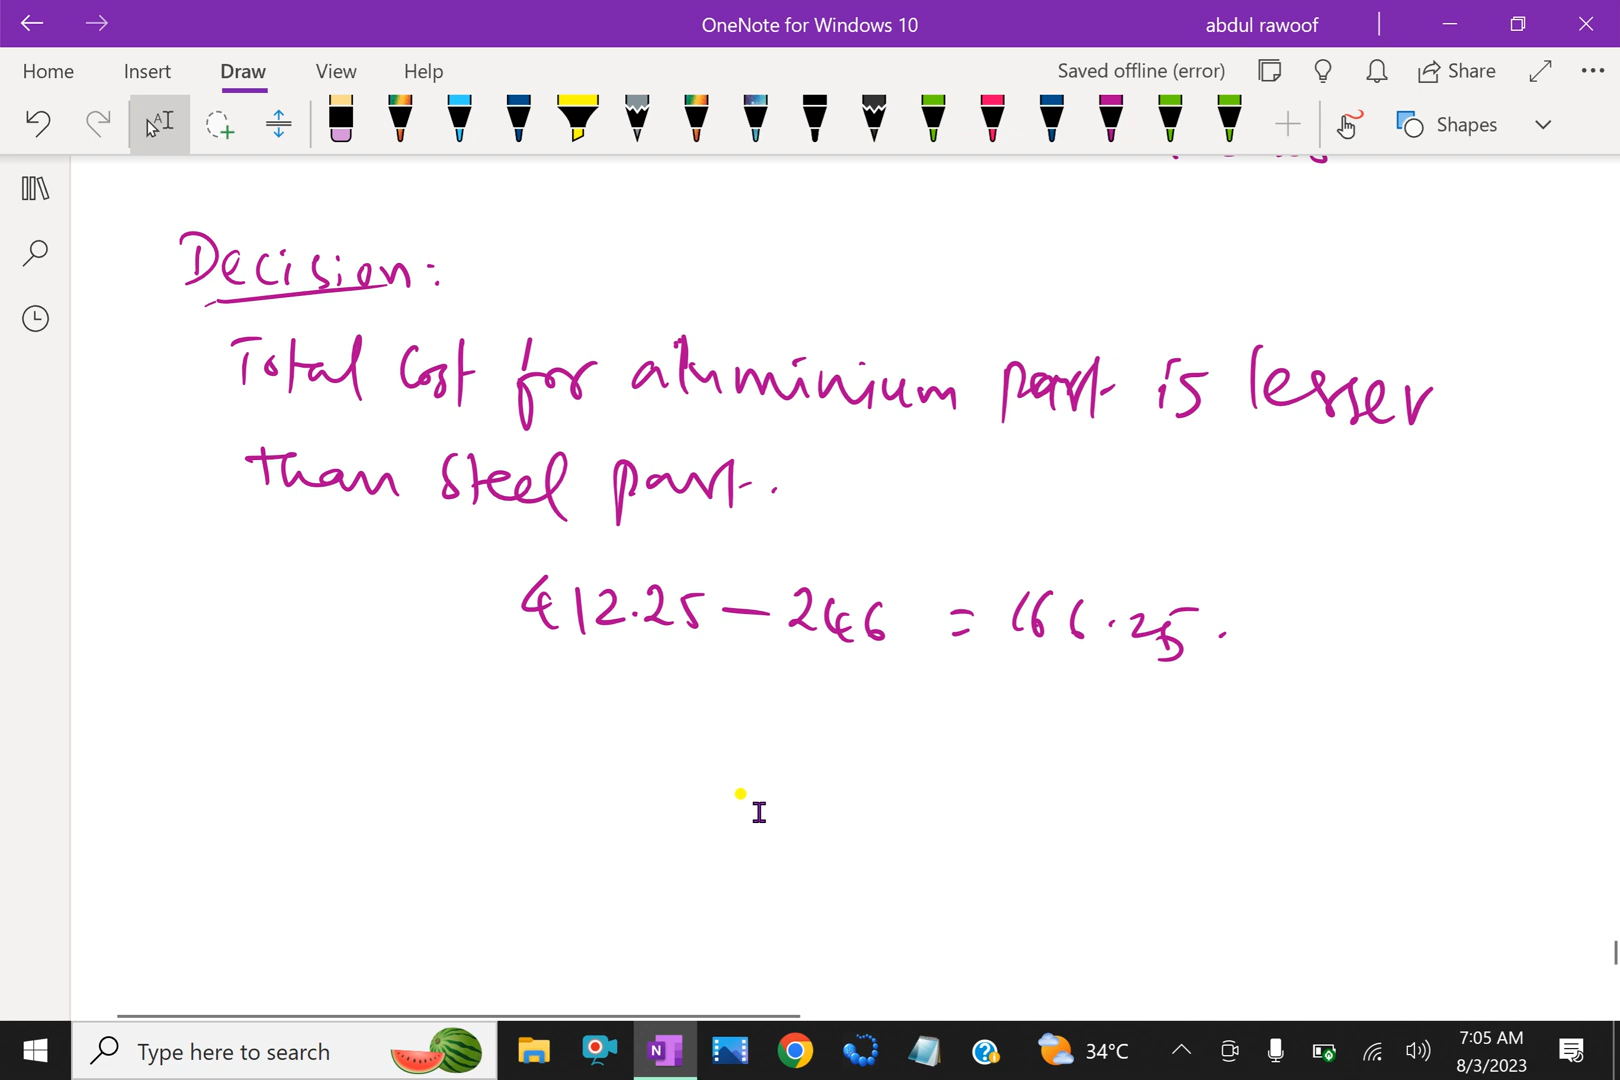 OneNote for Windows 10
abdul rawoof
Home
Insert
Draw
View
Help
Saved offline (error)
Share
Shapes
Decision:
Total cost for aluminium part is lesser
than steel part.
412.25 – 246 = 166.25.
Type here to search
34°C
7:05 AM
8/3/2023